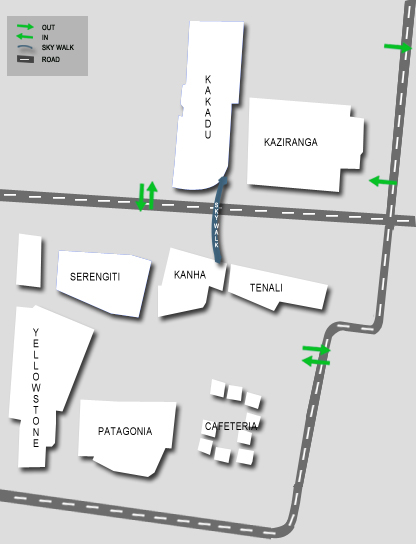 OUT
IN
SKY WALK
ROAD
KAKADU
KAZIRANGA
SKY WALK
SERENGITI
KANHA
TENALI
YELLOWSTONE
PATAGONIA
CAFETERIA